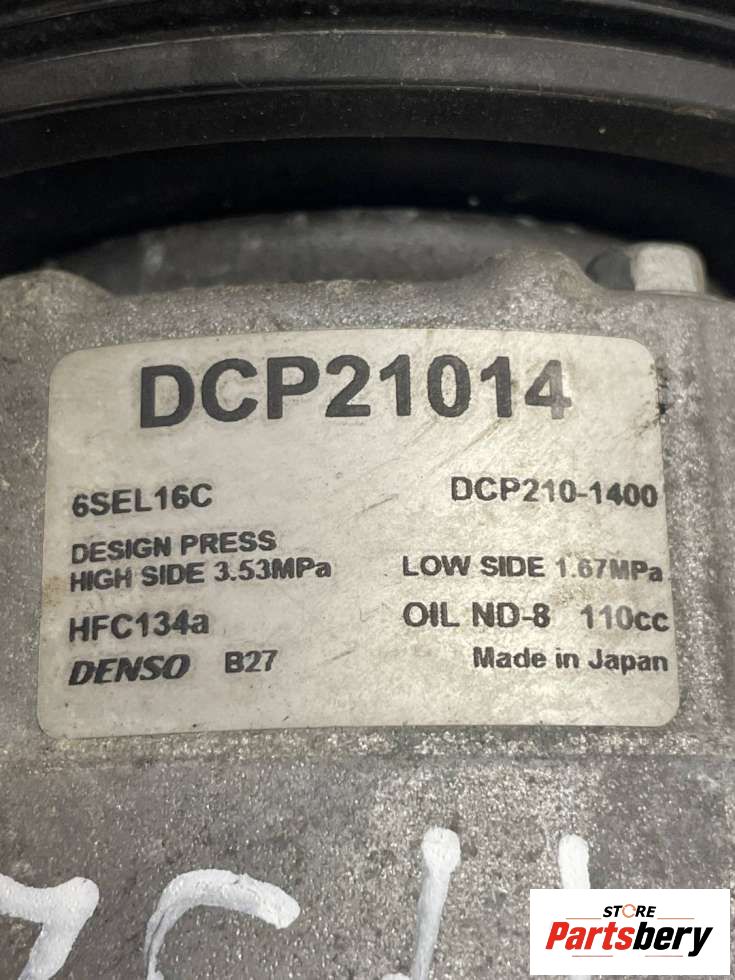 DCP21014
6SEL16C DCP210-1400
DESIGN PRESS
HIGH SIDE 3.53MPa LOW SIDE 1.67MPa
HFC134a OIL ND-8 110cc
DENSO B27 Made in Japan
STORE
Partsbery